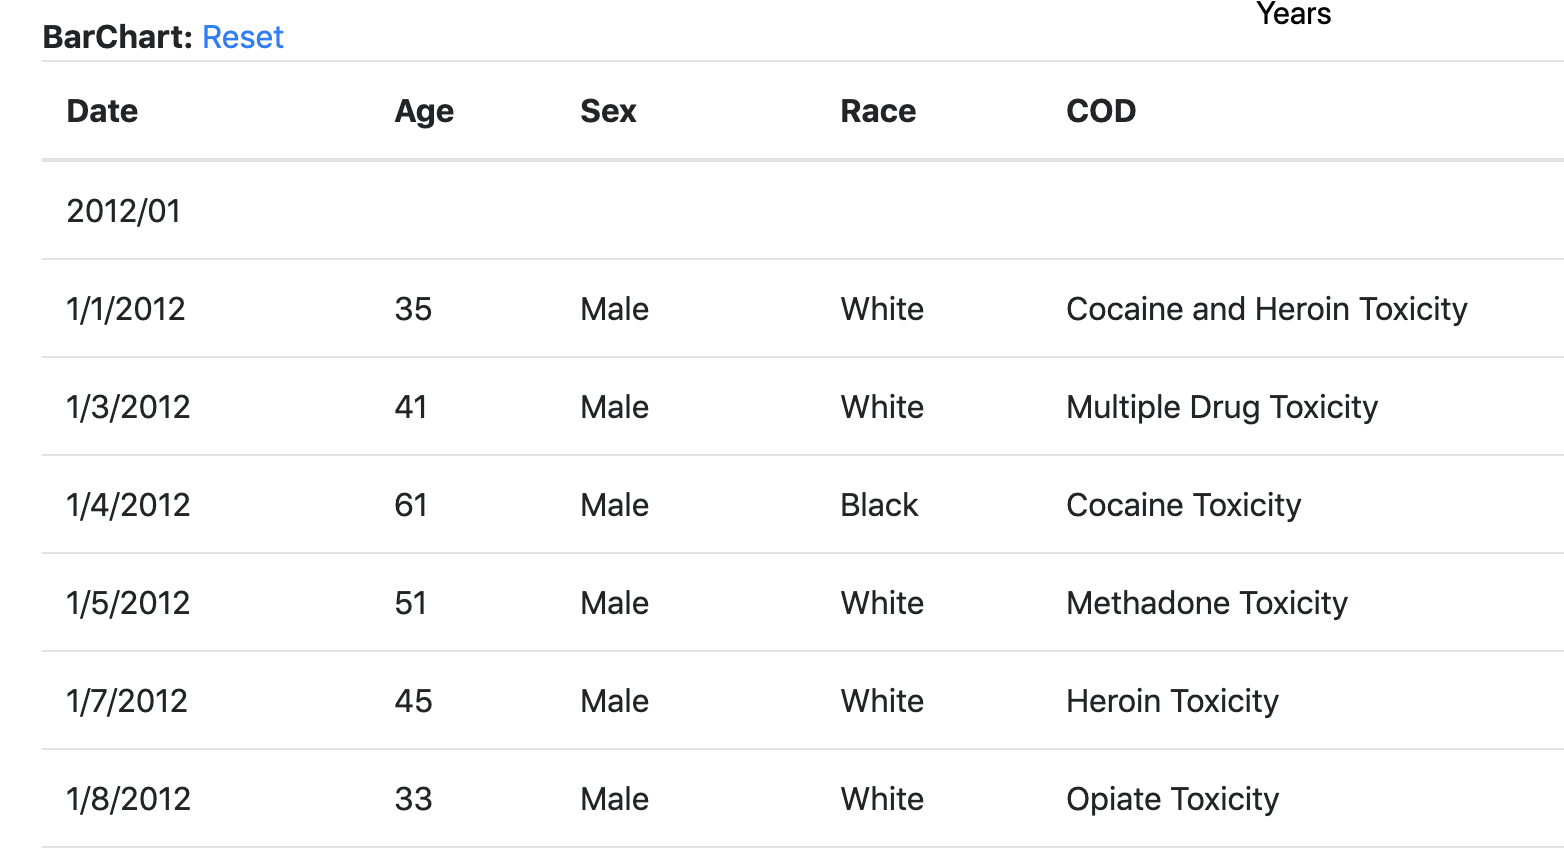 Years
BarChart: Reset
Date Age Sex Race COD
2012/01
1/1/2012 35 Male White Cocaine and Heroin Toxicity
1/3/2012 41 Male White Multiple Drug Toxicity
1/4/2012 61 Male Black Cocaine Toxicity
1/5/2012 51 Male White Methadone Toxicity
1/7/2012 45 Male White Heroin Toxicity
1/8/2012 33 Male White Opiate Toxicity